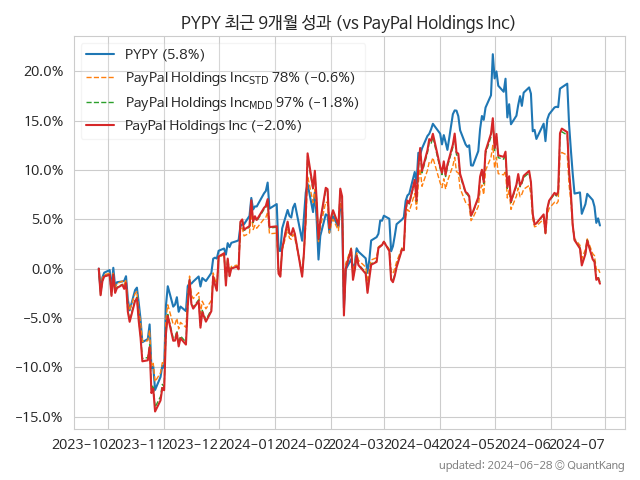 PYPY 최근 9개월 성과 (vs PayPal Holdings Inc)
PYPY (5.8%)
PayPal Holdings IncSTD 78% (−0.6%)
PayPal Holdings IncMDD 97% (−1.8%)
PayPal Holdings Inc (−2.0%)
20.0%
15.0%
10.0%
5.0%
0.0%
−5.0%
−10.0%
−15.0%
2023-10 2023-11 2023-12 2024-01 2024-02 2024-03 2024-04 2024-05 2024-06 2024-07
updated: 2024-06-28 © QuantKang